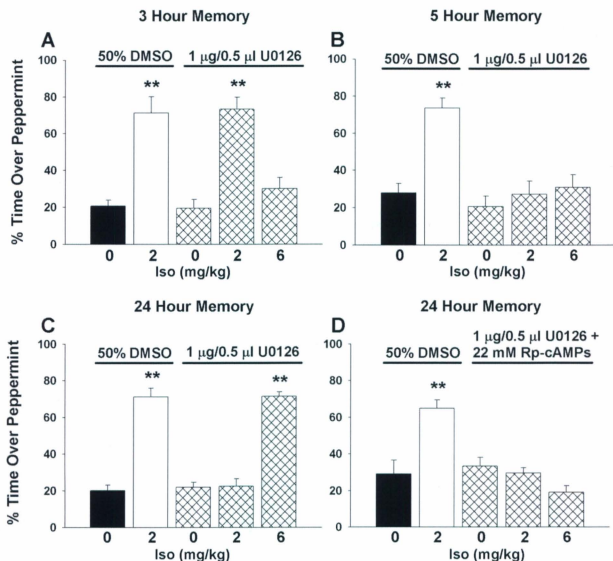 3 Hour Memory
A
50% DMSO
1 µg/0.5 µl U0126
% Time Over Peppermint
100
80
60
40
20
0
**
**
0 2 0 2 6
Iso (mg/kg)
5 Hour Memory
B
50% DMSO
1 µg/0.5 µl U0126
100
80
60
40
20
0
**
0 2 0 2 6
Iso (mg/kg)
24 Hour Memory
C
50% DMSO
1 µg/0.5 µl U0126
% Time Over Peppermint
100
80
60
40
20
0
**
**
0 2 0 2 6
Iso (mg/kg)
24 Hour Memory
D
50% DMSO
1 µg/0.5 µl U0126 +
22 mM Rp-cAMPs
100
80
60
40
20
0
**
0 2 0 2 6
Iso (mg/kg)